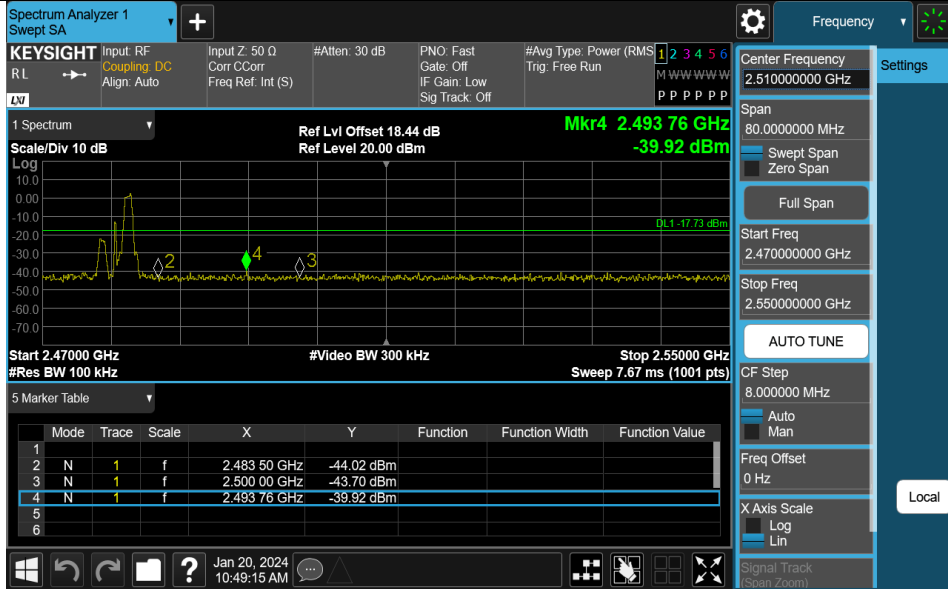 Spectrum Analyzer 1
Swept SA
▼
+
Frequency
▼
KEYSIGHT
R L
LXI
Input: RF
Coupling: DC
Align: Auto
Input Z: 50 Ω
Corr CCorr
Freq Ref: Int (S)
#Atten: 30 dB
PNO: Fast
Gate: Off
IF Gain: Low
Sig Track: Off
#Avg Type: Power (RMS
Trig: Free Run
1 2 3 4 5 6
M W W W W W
P P P P P P
1 Spectrum ▼
Scale/Div 10 dB
Ref Lvl Offset 18.44 dB
Ref Level 20.00 dBm
Mkr4 2.493 76 GHz
-39.92 dBm
Log
10.0
0.00
-10.0
-20.0
-30.0
-40.0
-50.0
-60.0
-70.0
DL1 -17.73 dBm
2
4
3
Start 2.47000 GHz
#Video BW 300 kHz
Stop 2.55000 GHz
#Res BW 100 kHz
Sweep 7.67 ms (1001 pts)
5 Marker Table ▼
Mode Trace Scale X Y Function Function Width Function Value
1
2 N 1 f 2.483 50 GHz -44.02 dBm
3 N 1 f 2.500 00 GHz -43.70 dBm
4 N 1 f 2.493 76 GHz -39.92 dBm
5
6
?
Jan 20, 2024
10:49:15 AM
Center Frequency
2.510000000 GHz
Span
80.0000000 MHz
Swept Span
Zero Span
Full Span
Start Freq
2.470000000 GHz
Stop Freq
2.550000000 GHz
AUTO TUNE
CF Step
8.000000 MHz
Auto
Man
Freq Offset
0 Hz
X Axis Scale
Log
Lin
Signal Track
(Span Zoom)
Settings
Local